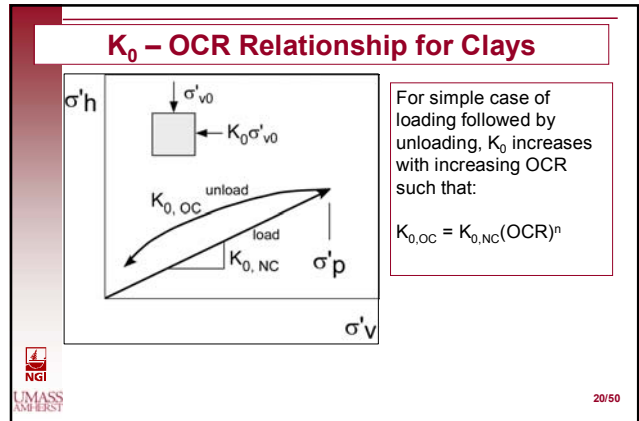 K₀ – OCR Relationship for Clays
σ'h
σ'v0
K₀σ'v0
unload
K₀, OC
load
K₀, NC
σ'p
σ'v
For simple case of
loading followed by
unloading, K₀ increases
with increasing OCR
such that:
K₀,OC = K₀,NC(OCR)ⁿ
NGI
UMASS
AMHERST
20/50